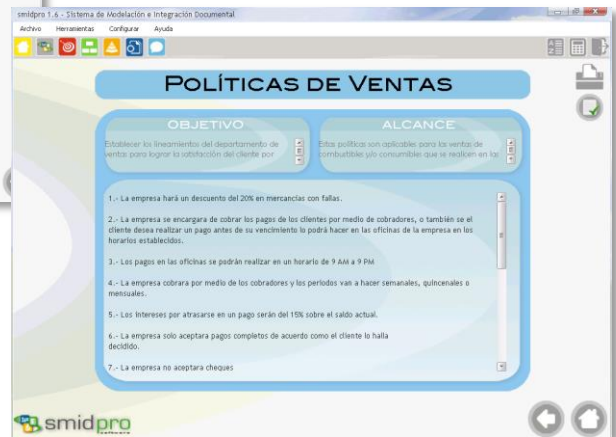 smidpro 1.6 - Sistema de Modelación e Integración Documental
Archivo Herramientas Configurar Ayuda
POLÍTICAS DE VENTAS
OBJETIVO
Establecer los lineamientos del departamento de
ventas para lograr la satisfacción del cliente por
ALCANCE
Estas políticas son aplicables para las ventas de
combustibles y/o consumibles que se realicen en las
1.- La empresa hará un descuento del 20% en mercancías con fallas.
2.- La empresa se encargara de cobrar los pagos de los clientes por medio de cobradores, o también se el
cliente desea realizar un pago antes de su vencimiento lo podrá hacer en las oficinas de la empresa en los
horarios establecidos.
3.- Los pagos en las oficinas se podrán realizar en un horario de 9 AM a 9 PM
4.- La empresa cobrara por medio de los cobradores y los periodos van a hacer semanales, quincenales o
mensuales.
5.- Los intereses por atrasarse en un pago serán del 15% sobre el saldo actual.
6.- La empresa solo aceptara pagos completos de acuerdo como el cliente lo halla
decidido.
7.- La empresa no aceptara cheques
smidpro
software